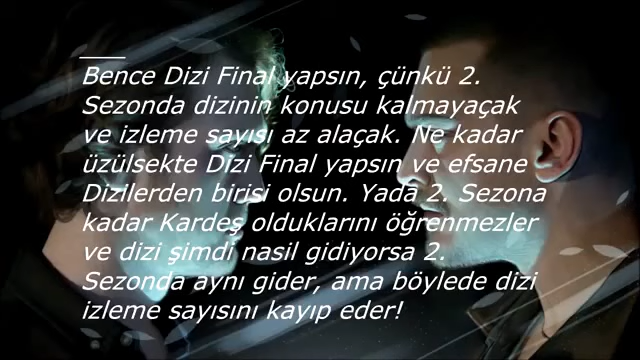 Bence Dizi Final yapsın, çünkü 2.
Sezonda dizinin konusu kalmayaçak
ve izleme sayısı az alaçak. Ne kadar
üzülsekte Dizi Final yapsın ve efsane
Dizilerden birisi olsun. Yada 2. Sezona
kadar Kardeş olduklarını öğrenmezler
ve dizi şimdi nasil gidiyorsa 2.
Sezonda aynı gider, ama böylede dizi
izleme sayısını kayıp eder!